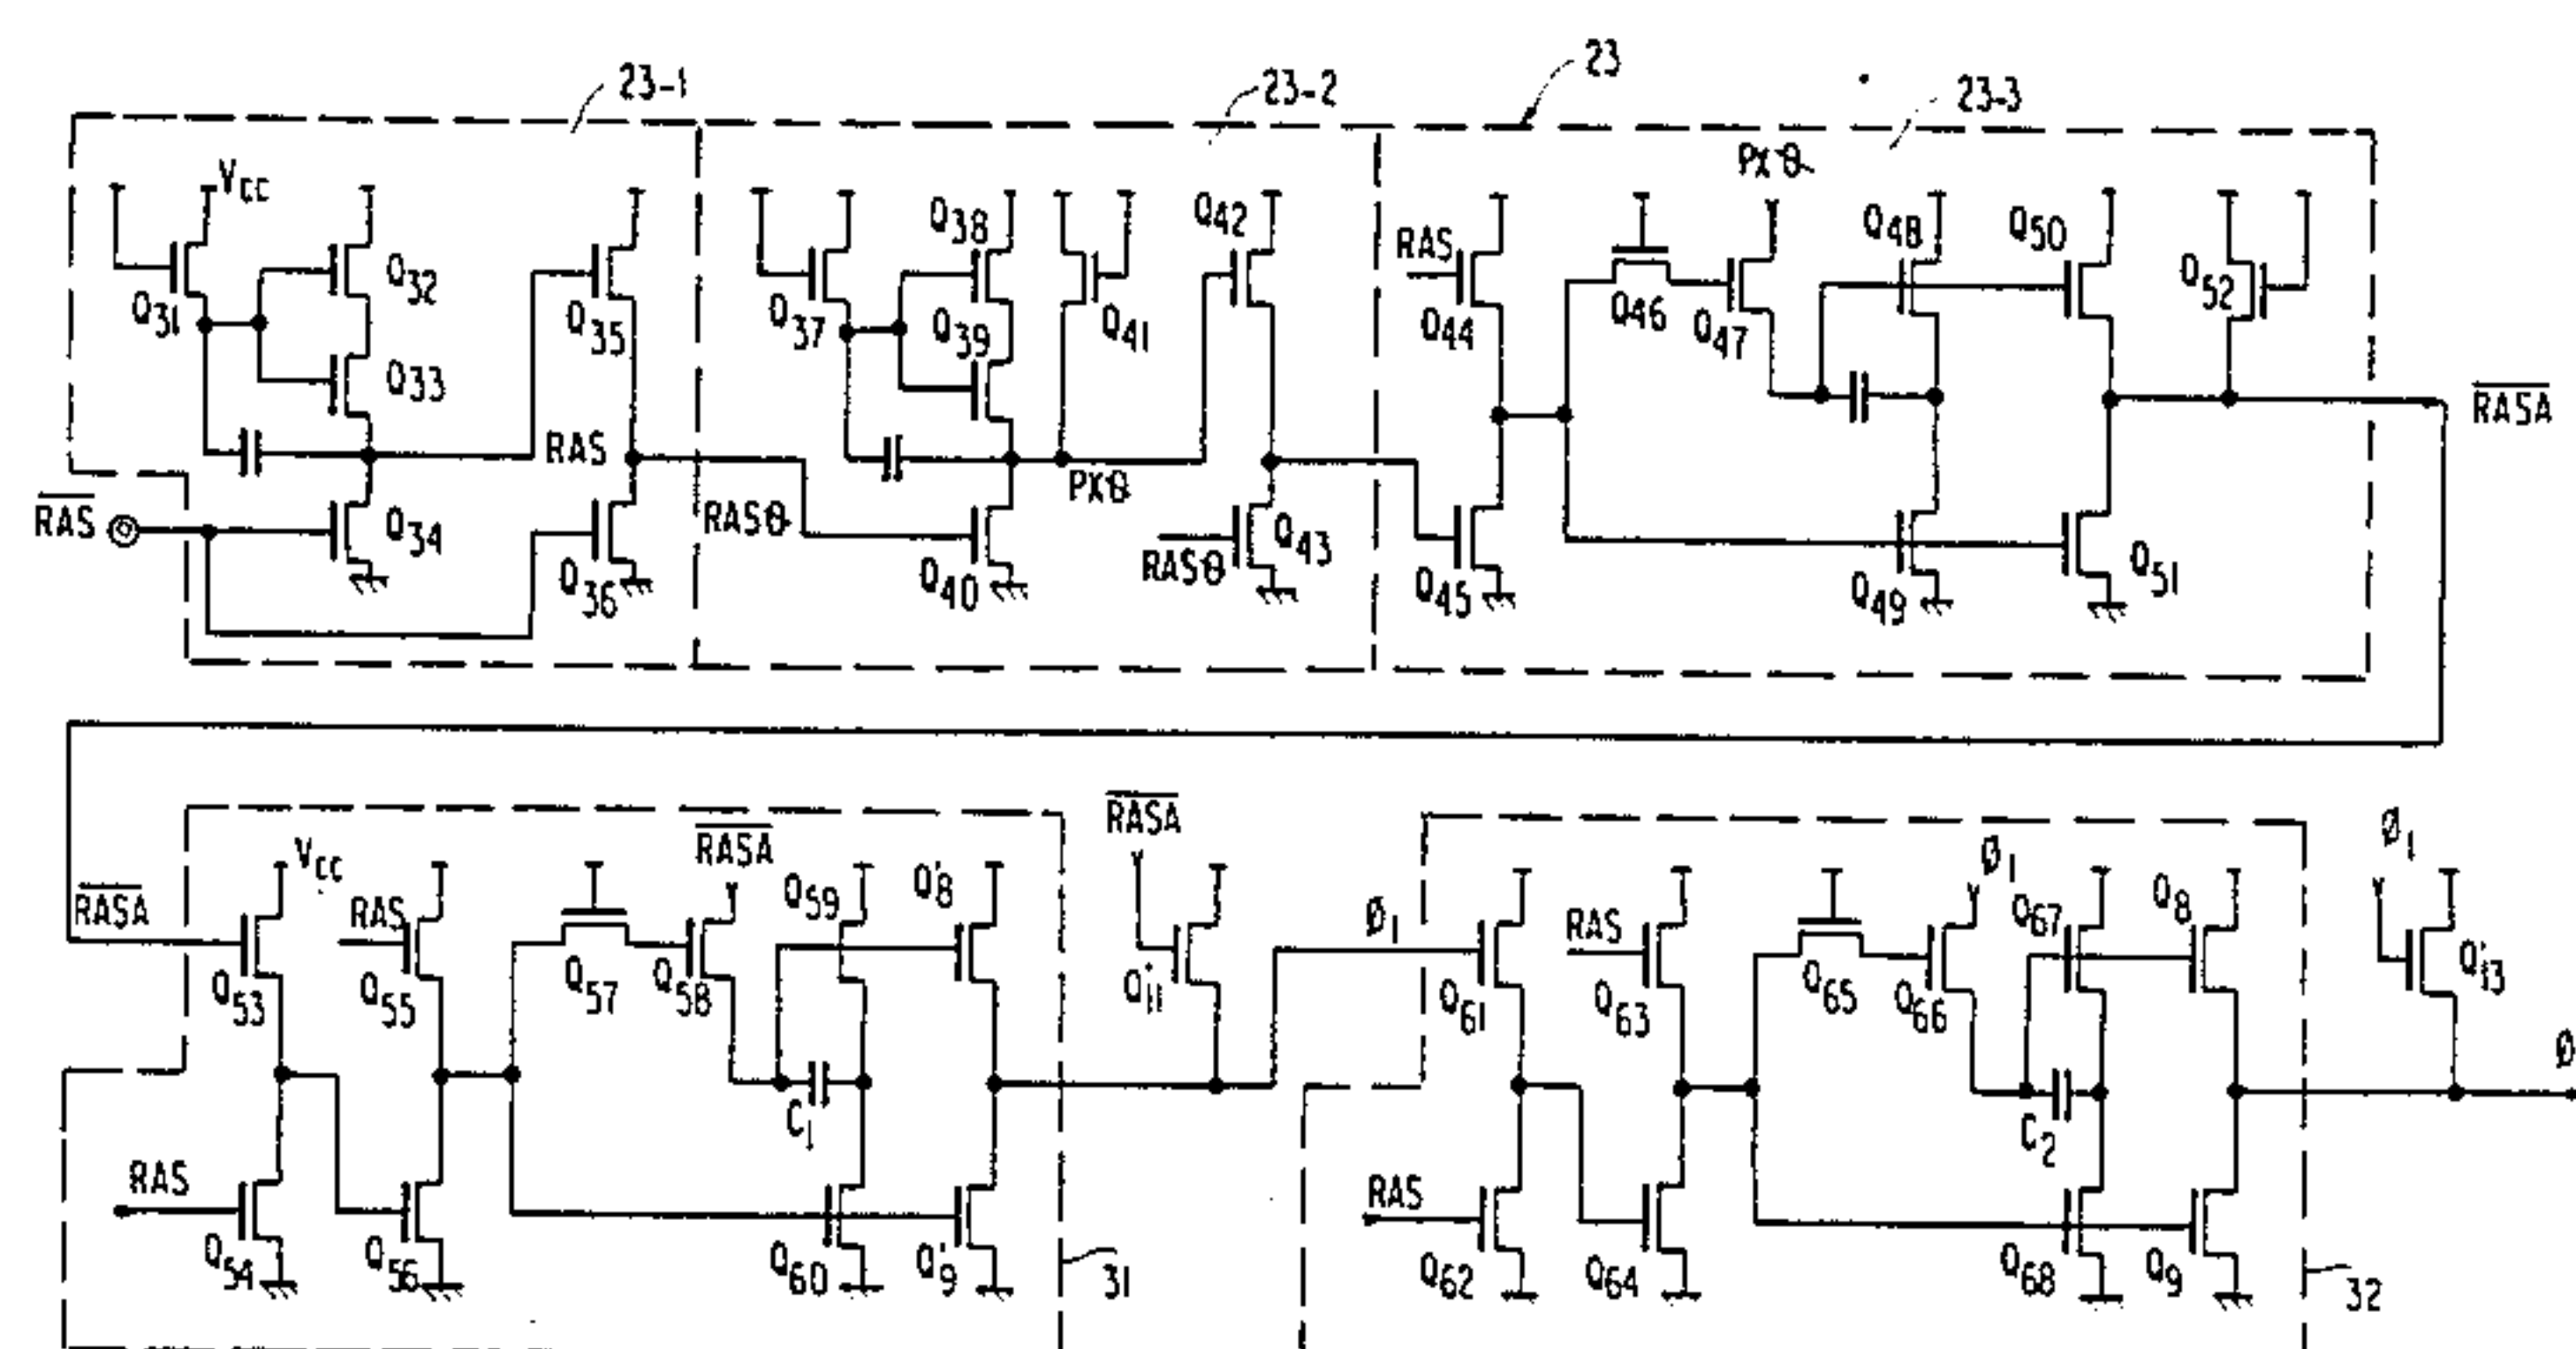 23-1
23-2
23
23-3
VCC
Q31
Q32
Q33
Q34
RAS
Q35
Q36
RAS
RASθ
Q37
Q38
Q39
Q40
PXθ
Q41
Q42
RASθ
Q43
RAS
Q44
Q45
Q46
PXθ
Q47
Q48
Q49
Q50
Q51
Q52
RASA
RASA
VCC
Q53
RAS
Q54
RAS
Q55
Q56
Q57
RASA
Q58
C1
Q59
Q60
Q'8
Q'9
31
RASA
Q'11
Ø1
Q61
RAS
Q62
RAS
Q63
Q64
Q65
Ø1
Q66
C2
Q67
Q68
Q8
Q9
32
Ø1
Q'13
Ø